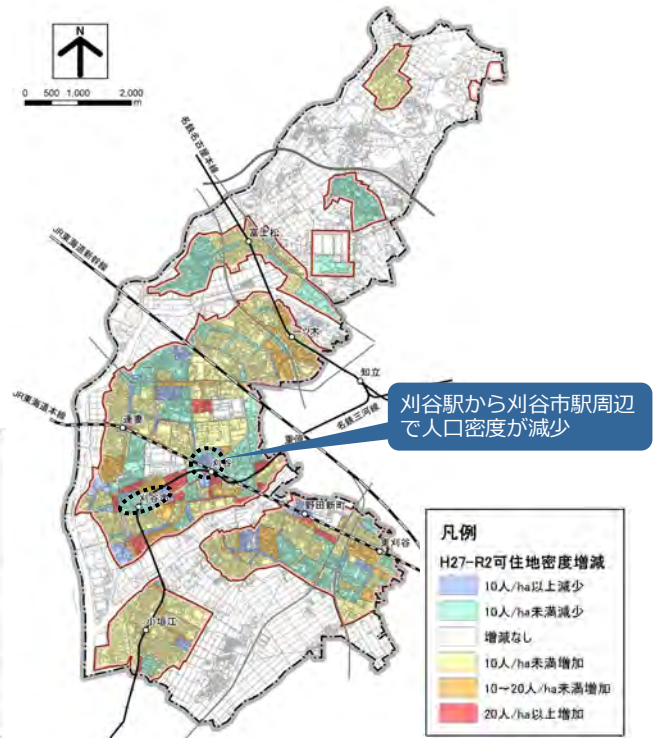 N
0 500 1,000 2,000
m
名鉄名古屋本線
富士松
JR東海道新幹線
一ツ木
知立
JR東海道本線
逢妻
名鉄三河線
刈谷駅から刈谷市駅周辺
で人口密度が減少
刈谷
野田新町
東刈谷
小垣江
凡例
H27-R2可住地密度増減
10人/ha以上減少
10人/ha未満減少
増減なし
10人/ha未満増加
10~20人/ha未満増加
20人/ha以上増加